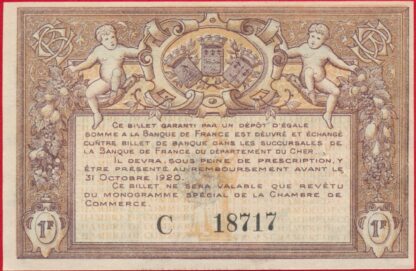 CE BILLET GARANTI PAR UN DÉPÔT D'ÉGALE
SOMME A LA BANQUE DE FRANCE EST DÉLIVRÉ ET ÉCHANGÉ
CONTRE BILLET DE BANQUE DANS LES SUCCURSALES DE
LA BANQUE DE FRANCE DU DÉPARTEMENT DU CHER.
IL DEVRA, SOUS PEINE DE PRESCRIPTION, Y
ÊTRE PRÉSENTÉ AU REMBOURSEMENT AVANT LE
31 OCTOBRE 1920.
CE BILLET NE SERA VALABLE QUE REVÊTU
DU MONOGRAMME SPÉCIAL DE LA CHAMBRE DE
COMMERCE.
C 18717
1F 1F